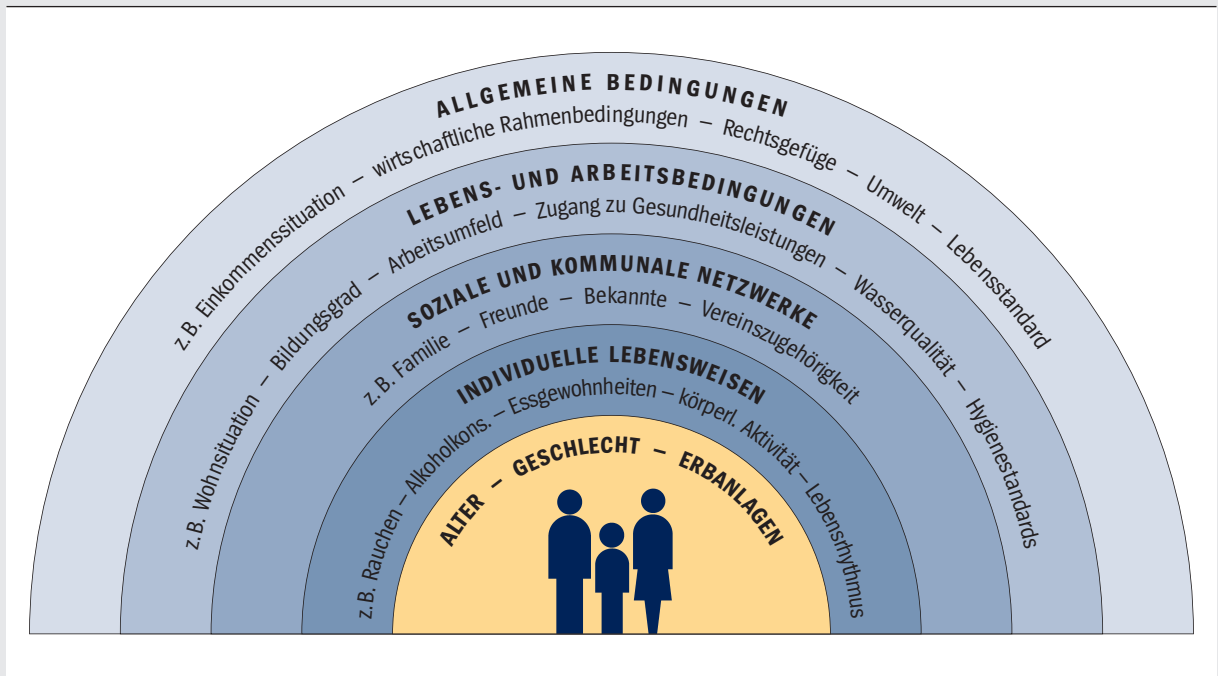 ALLGEMEINE BEDINGUNGEN
z. B. Einkommenssituation – wirtschaftliche Rahmenbedingungen – Rechtsgefüge – Umwelt – Lebensstandard
LEBENS- UND ARBEITSBEDINGUNGEN
z. B. Wohnsituation – Bildungsgrad – Arbeitsumfeld – Zugang zu Gesundheitsleistungen – Wasserqualität – Hygienestandards
SOZIALE UND KOMMUNALE NETZWERKE
z. B. Familie – Freunde – Bekannte – Vereinszugehörigkeit
INDIVIDUELLE LEBENSWEISEN
z. B. Rauchen – Alkoholkons. – Essgewohnheiten – körperl. Aktivität – Lebensrhythmus
ALTER – GESCHLECHT – ERBANLAGEN